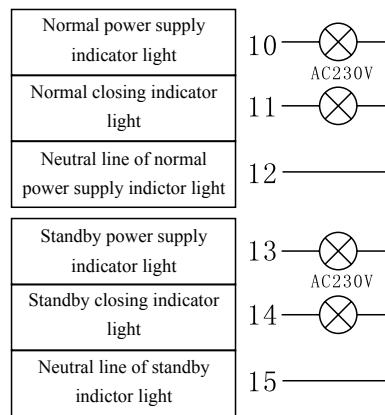 Normal power supply
indicator light
10
AC230V
Normal closing indicator
light
11
Neutral line of normal
power supply indictor light
12
Standby power supply
indicator light
13
AC230V
Standby closing indicator
light
14
Neutral line of standby
indictor light
15